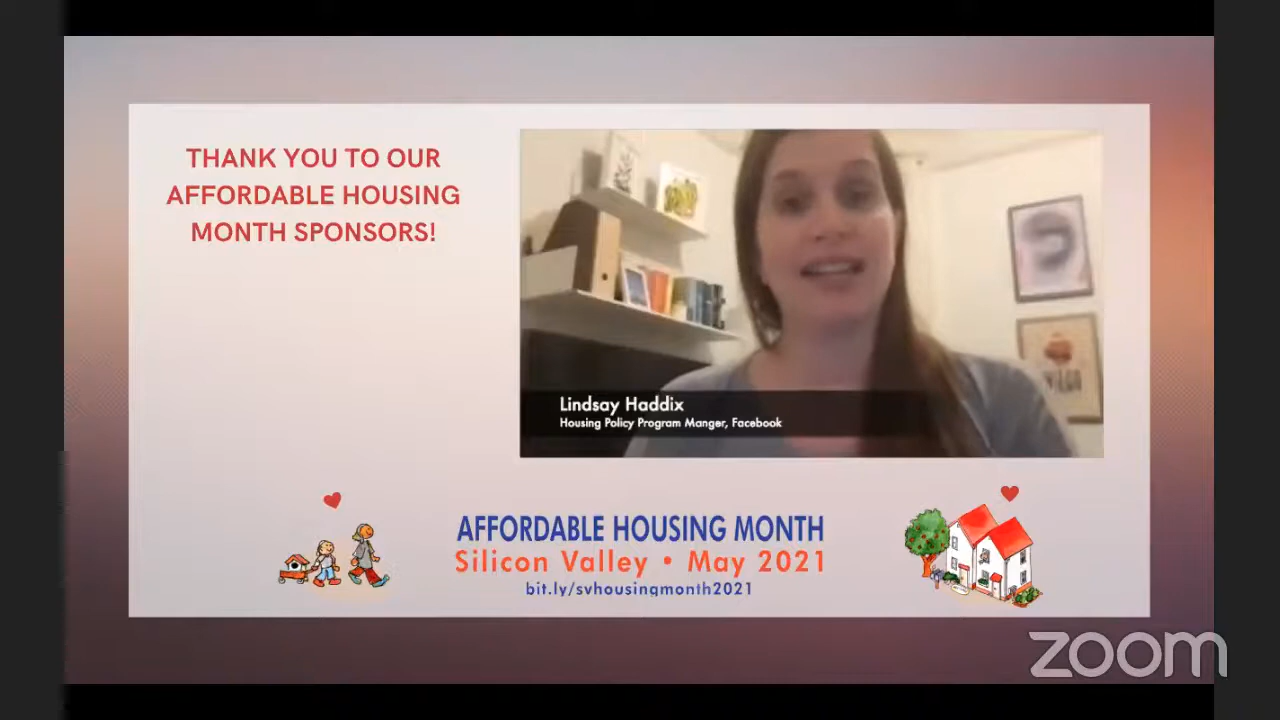 THANK YOU TO OUR
AFFORDABLE HOUSING
MONTH SPONSORS!
Lindsay Haddix
Housing Policy Program Manger, Facebook
AFFORDABLE HOUSING MONTH
Silicon Valley • May 2021
bit.ly/svhousingmonth2021
zoom